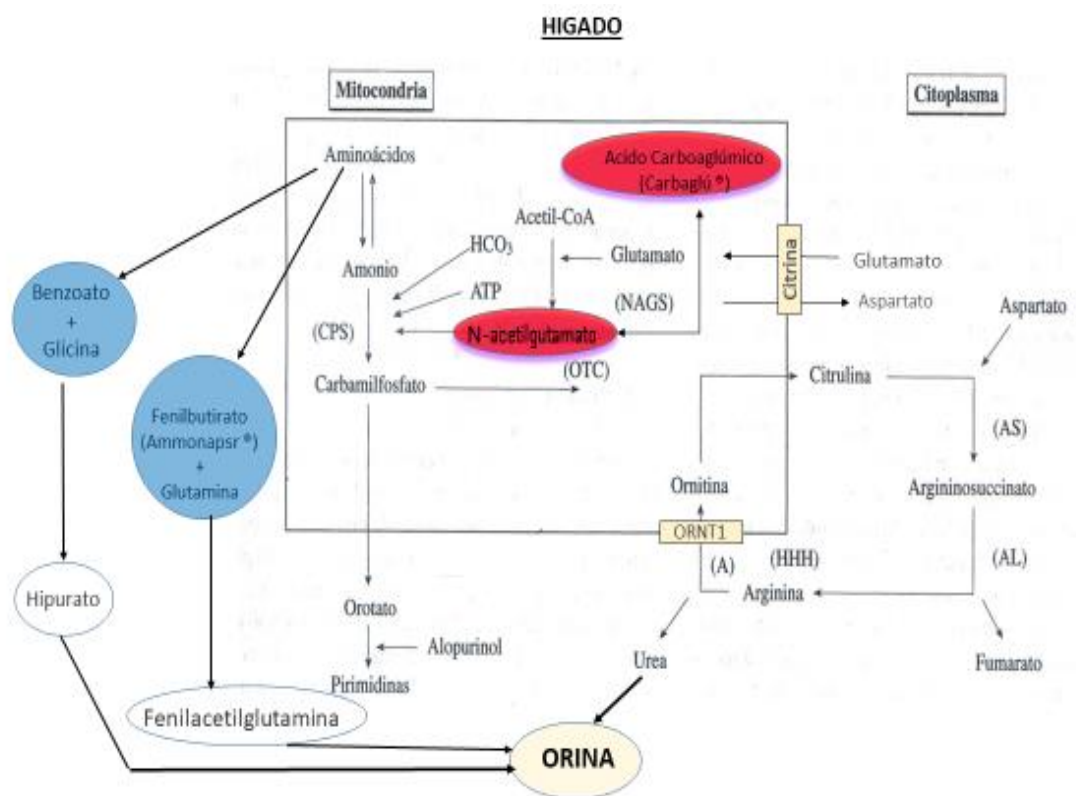 HIGADO
Mitocondria
Citoplasma
Aminoácidos
Acido Carboaglúmico
(Carbaglú ®)
Acetil-CoA
HCO3
Glutamato
Amonio
Citrina
Glutamato
Aspartato
Benzoato
+
Glicina
ATP
(NAGS)
Aspartato
(CPS)
N-acetilgutamato
(OTC)
Carbamilfosfato
Citrulina
Fenilbutirato
(Ammonapsr ®)
+
Glutamina
(AS)
Ornitina
Argininosuccinato
ORNT1
(A)
(HHH)
(AL)
Hipurato
Arginina
Orotato
Alopurinol
Urea
Fumarato
Pirimidinas
Fenilacetilglutamina
ORINA